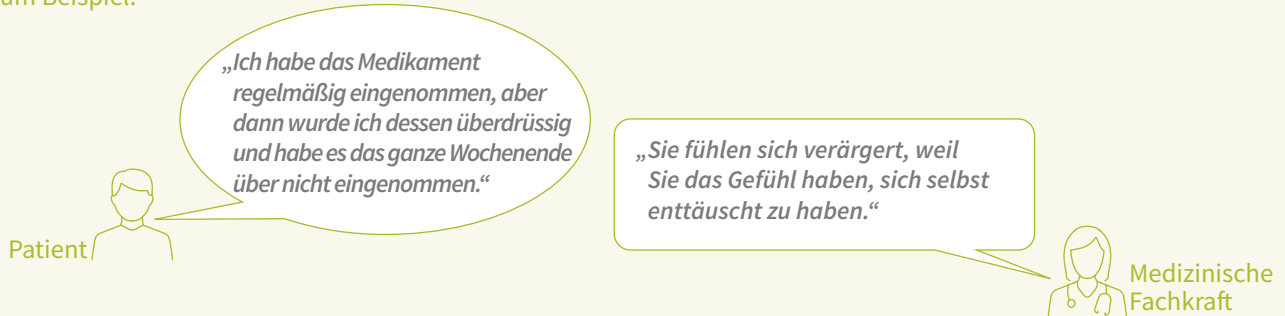 um Beispiel:
„Ich habe das Medikament
regelmäßig eingenommen, aber
dann wurde ich dessen überdrüssig
und habe es das ganze Wochenende
über nicht eingenommen.“
„Sie fühlen sich verärgert, weil
Sie das Gefühl haben, sich selbst
enttäuscht zu haben.“
Patient
Medizinische
Fachkraft